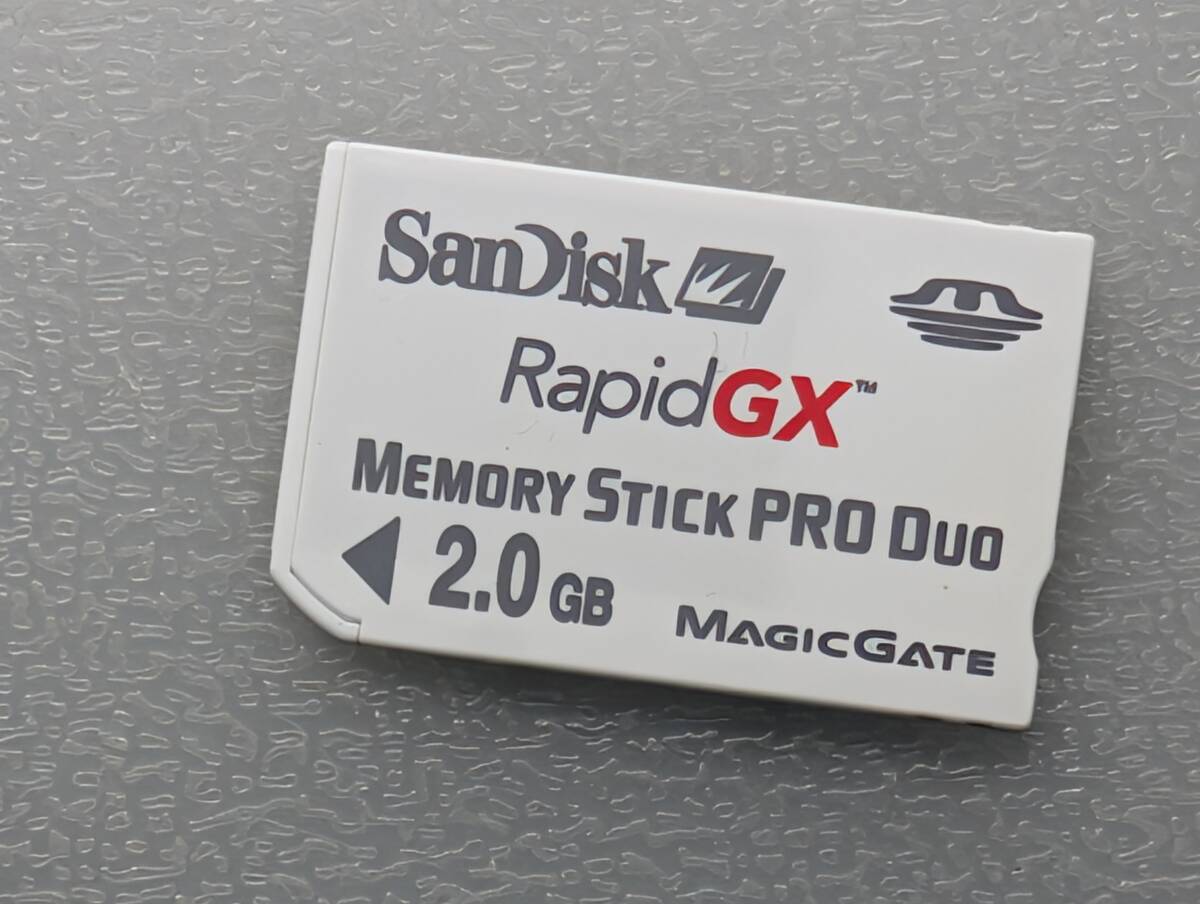 SanDisk
RapidGX™
MEMORY STICK PRO DUO
2.0 GB
MAGICGATE